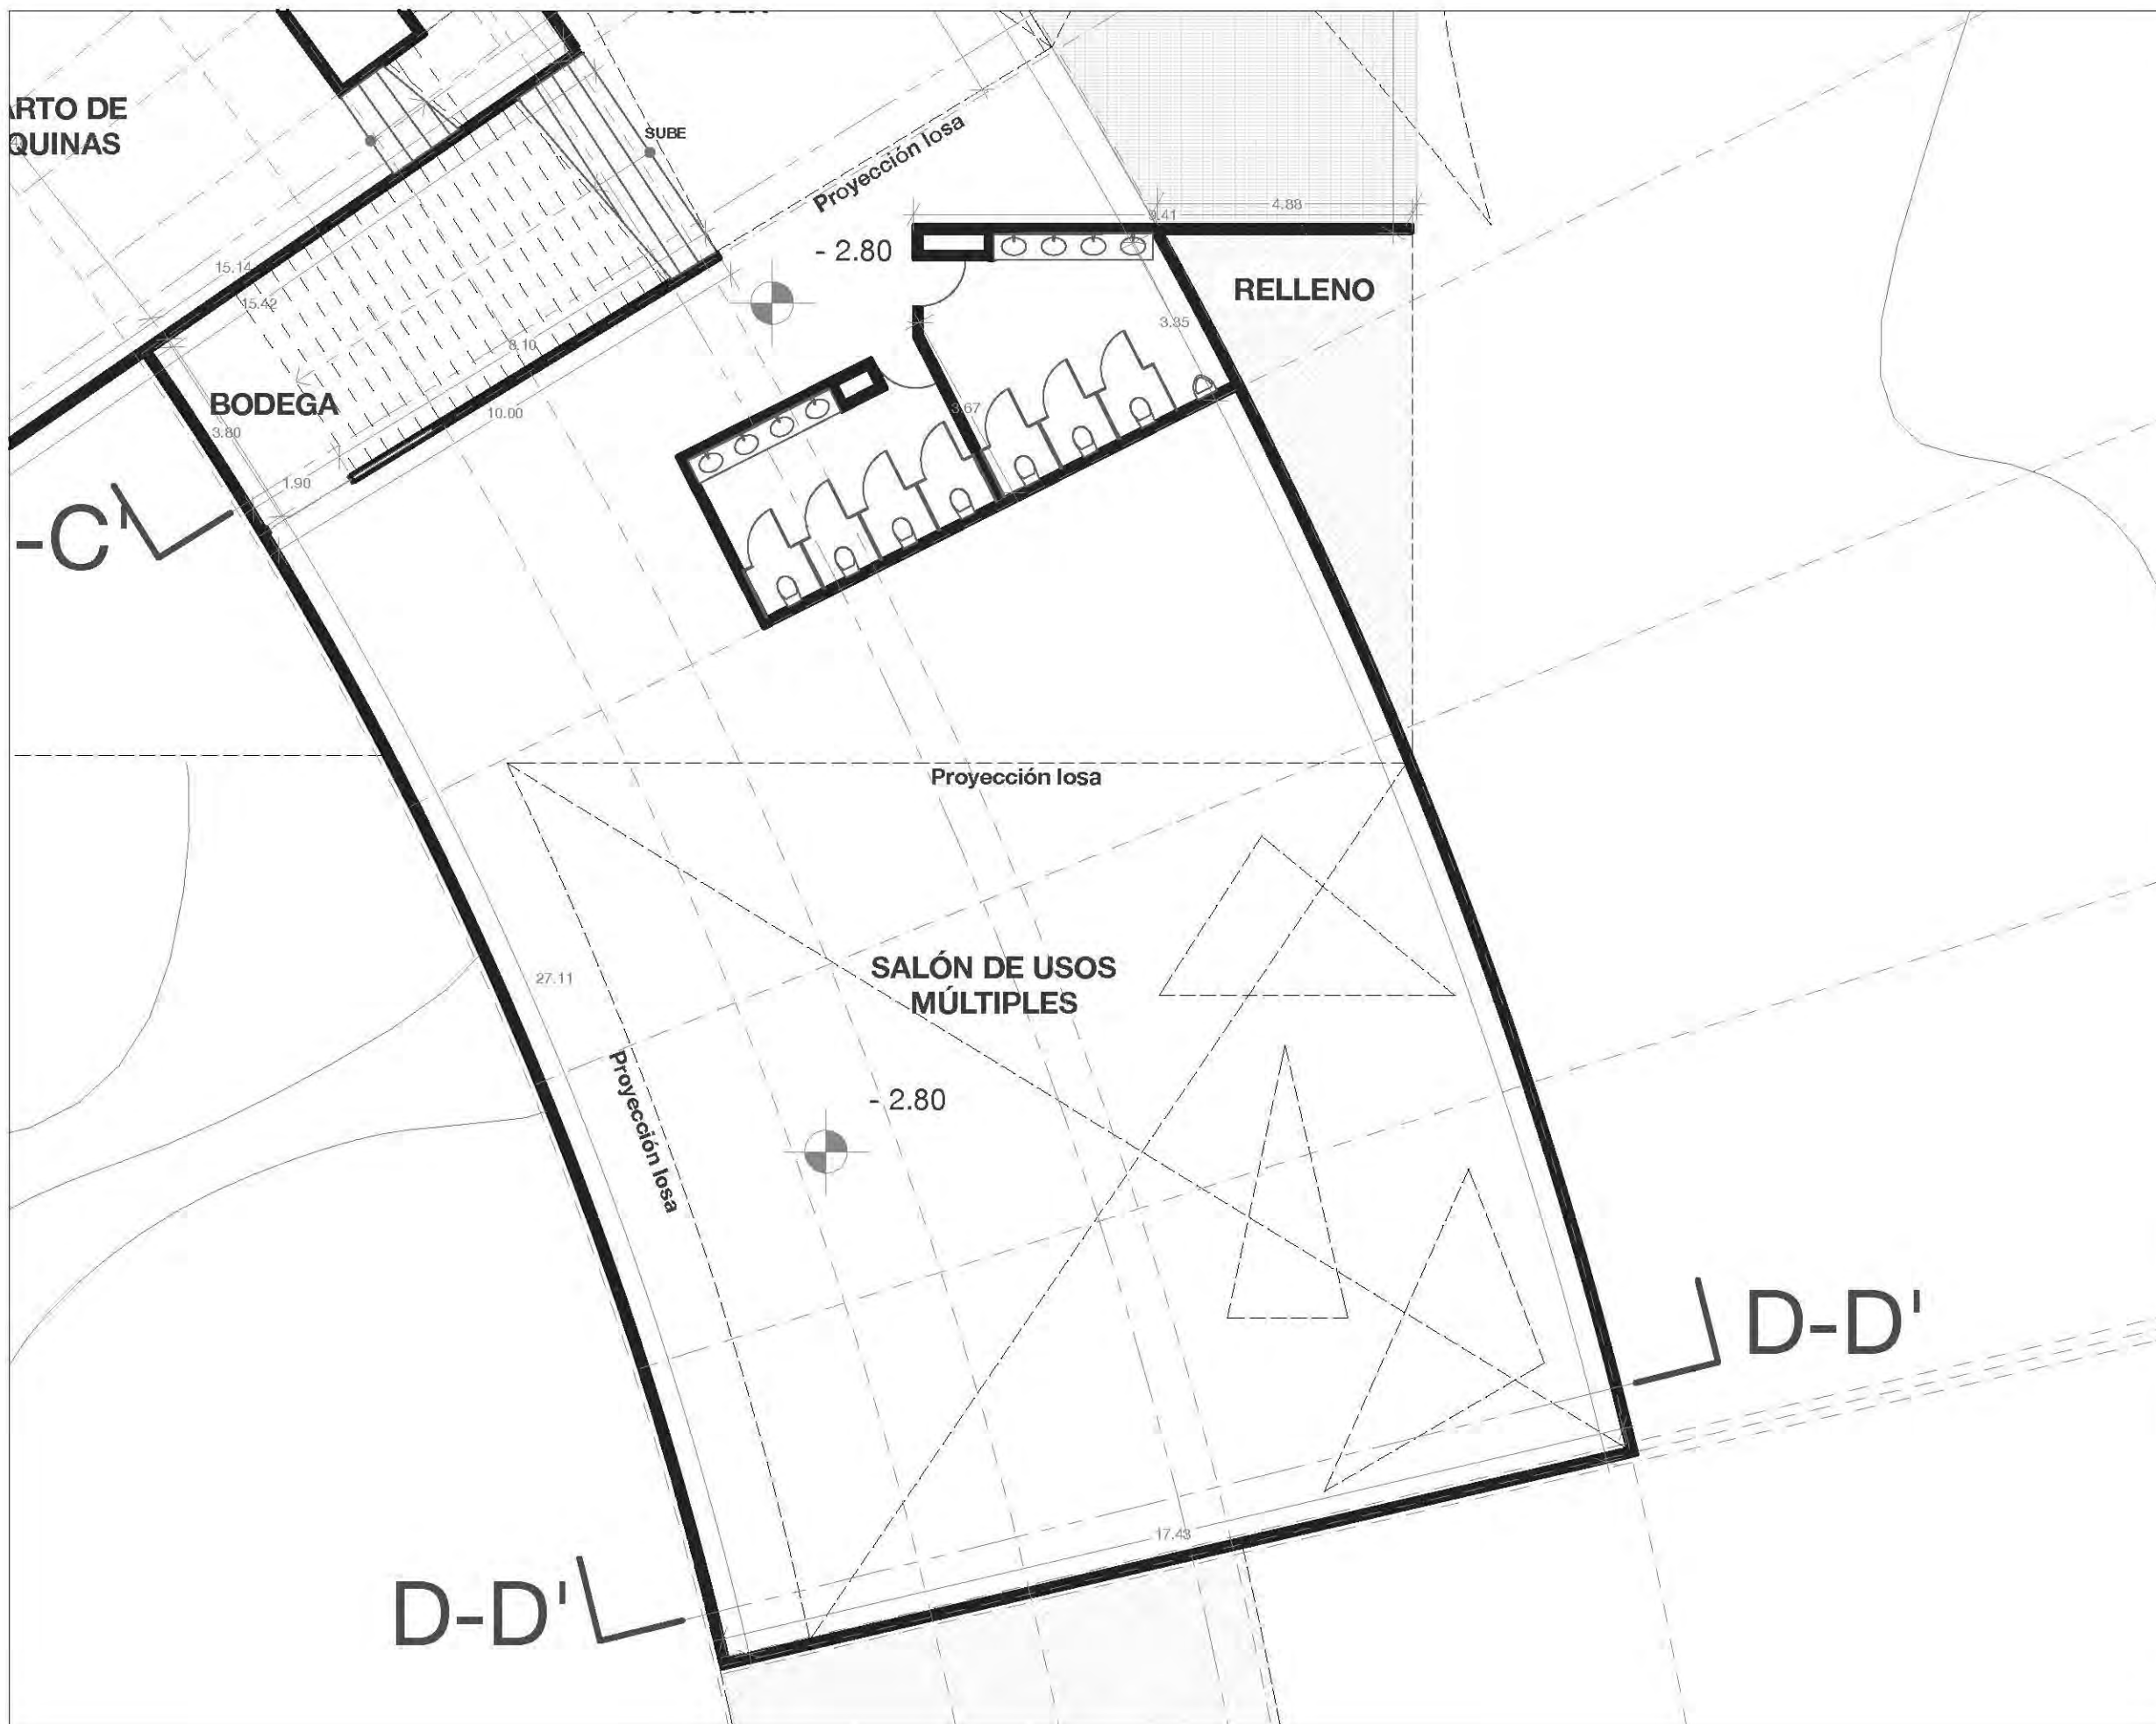 ARTO DE
QUINAS
SUBE
Proyección losa
- 2.80
9.41
4.88
15.14
15.42
RELLENO
3.35
8.10
BODEGA
10.00
3.67
3.80
1.90
-C'
Proyección losa
SALÓN DE USOS
MÚLTIPLES
27.11
Proyección losa
- 2.80
D-D'
17.43
D-D'